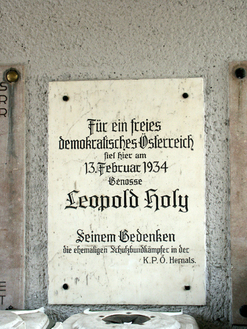 Für ein freies
demokratisches Österreich
fiel hier am
13. Februar 1934
Genosse
Leopold Holy
Seinem Gedenken
die ehemaligen Schutzbundkämpfer in der
K.P.Ö. Hernals.